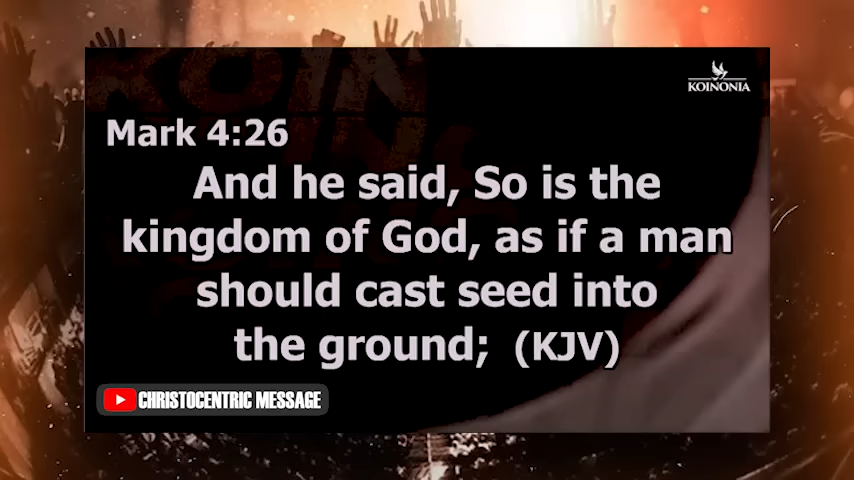 KOINONIA
Mark 4:26
And he said, So is the
kingdom of God, as if a man
should cast seed into
the ground; (KJV)
CHRISTOCENTRIC MESSAGE